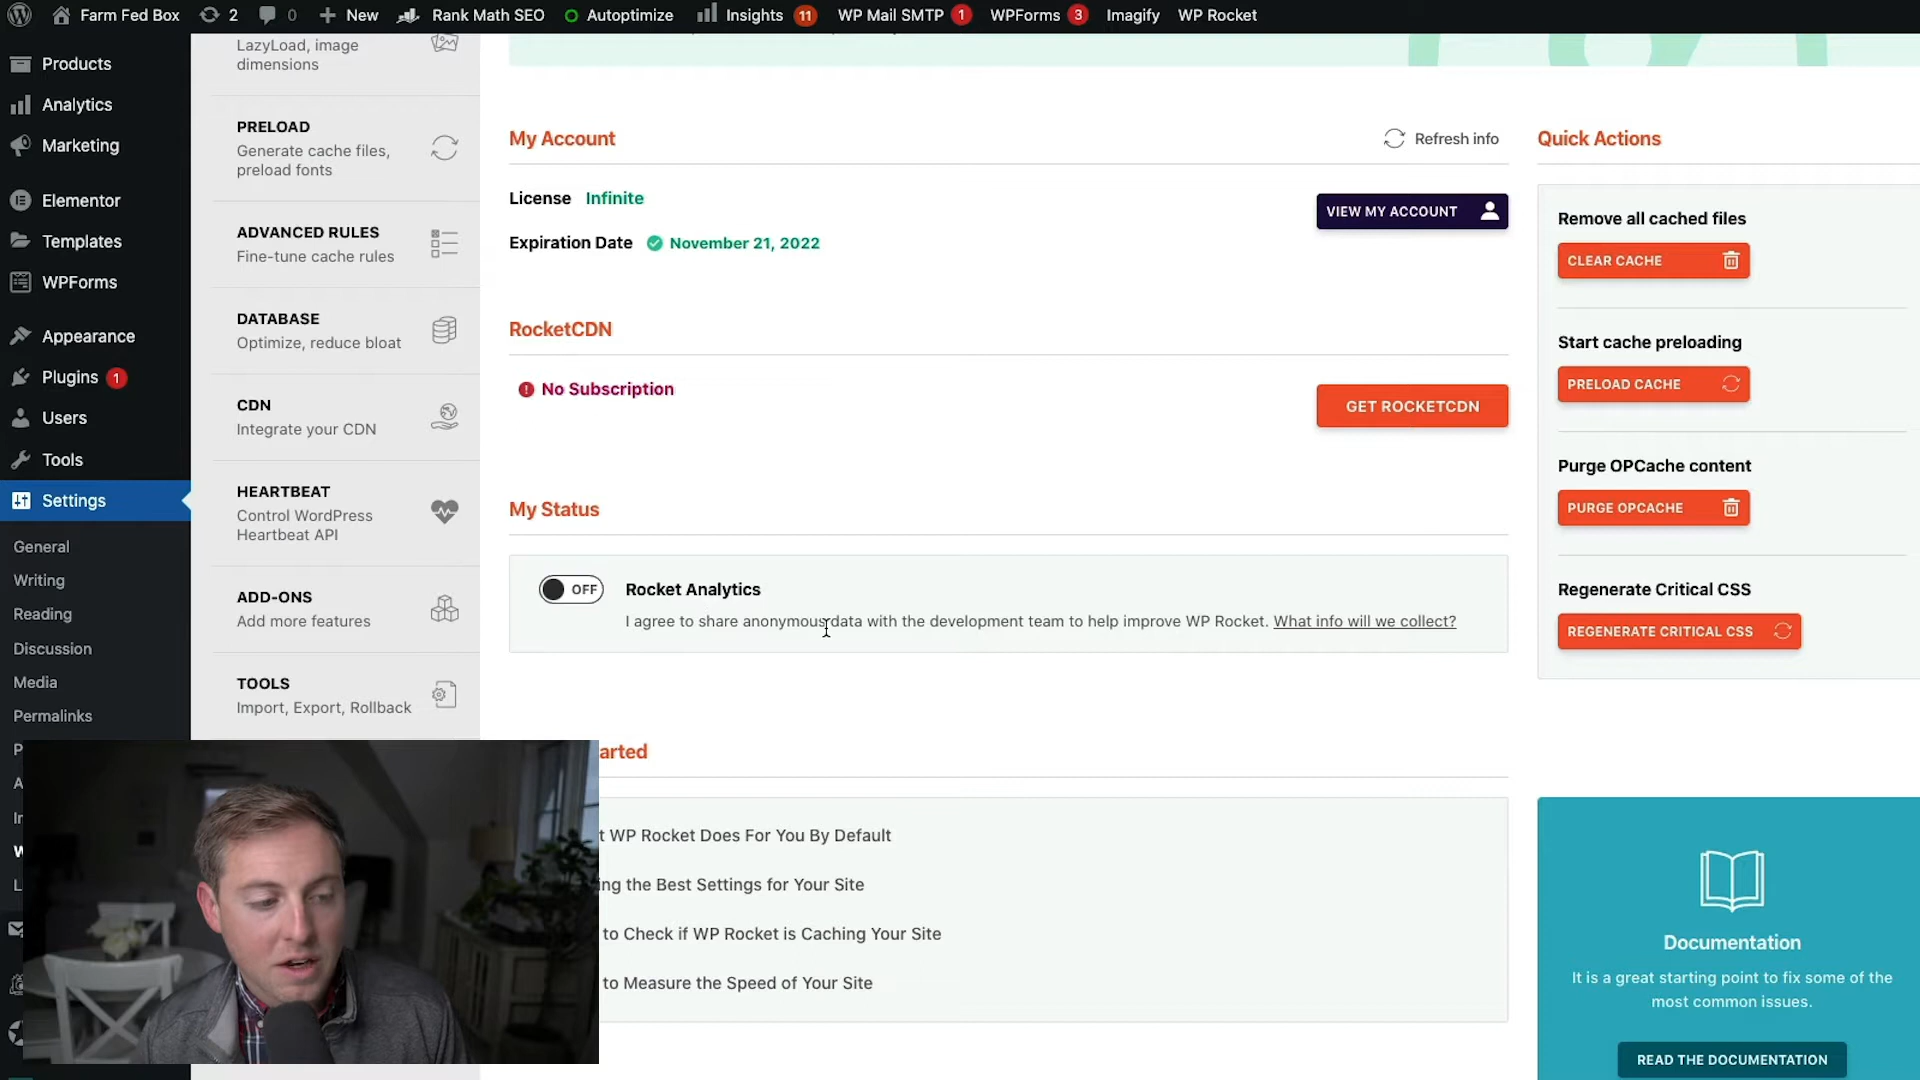 Farm Fed Box
2
0
New
Rank Math SEO
Autoptimize
Insights 11
WP Mail SMTP 1
WPForms 3
Imagify
WP Rocket
Products
Analytics
Marketing
Elementor
Templates
WPForms
Appearance
Plugins 1
Users
Tools
Settings
General
Writing
Reading
Discussion
Media
Permalinks
LazyLoad, image
dimensions
PRELOAD
Generate cache files,
preload fonts
ADVANCED RULES
Fine-tune cache rules
DATABASE
Optimize, reduce bloat
CDN
Integrate your CDN
HEARTBEAT
Control WordPress
Heartbeat API
ADD-ONS
Add more features
TOOLS
Import, Export, Rollback
My Account
Refresh info
License Infinite
VIEW MY ACCOUNT
Expiration Date November 21, 2022
RocketCDN
No Subscription
GET ROCKETCDN
My Status
OFF
Rocket Analytics
I agree to share anonymous data with the development team to help improve WP Rocket. What info will we collect?
arted
t WP Rocket Does For You By Default
ng the Best Settings for Your Site
to Check if WP Rocket is Caching Your Site
to Measure the Speed of Your Site
Quick Actions
Remove all cached files
CLEAR CACHE
Start cache preloading
PRELOAD CACHE
Purge OPCache content
PURGE OPCACHE
Regenerate Critical CSS
REGENERATE CRITICAL CSS
Documentation
It is a great starting point to fix some of the
most common issues.
READ THE DOCUMENTATION